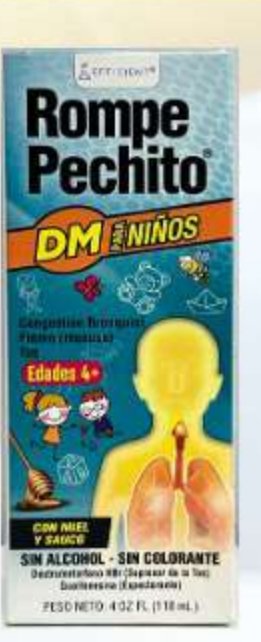 EFFICIENT
Rompe
Pechito®
DM PARA NIÑOS
Congestión Bronquial
Flema (mucosa)
Tos
Edades 4+
CON MIEL
Y SAUCO
SIN ALCOHOL - SIN COLORANTE
Dextrometorfano HBr (Supresor de la Tos)
Guaifenesina (Expectorante)
PESO NETO: 4 OZ FL (118 mL)